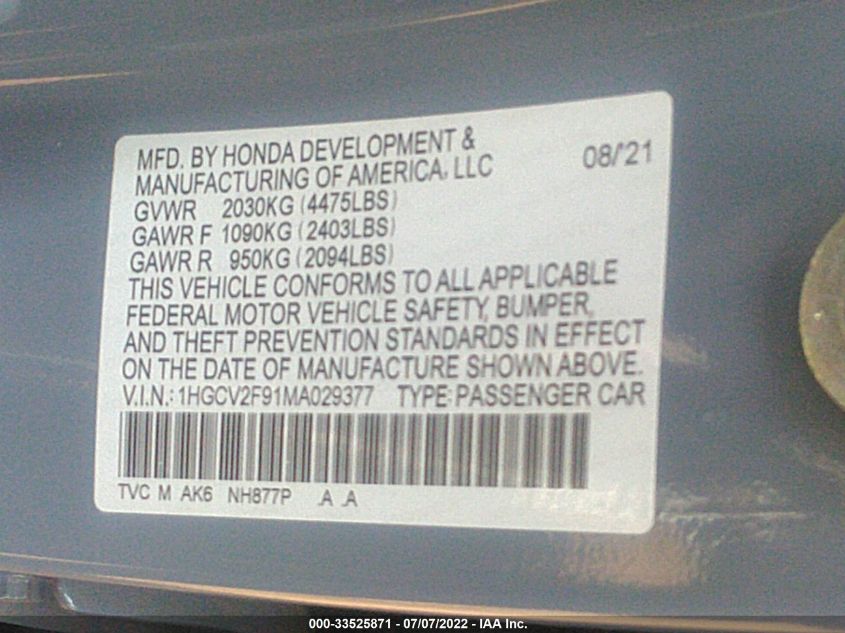 MFD. BY HONDA DEVELOPMENT & 08/'21
MANUFACTURING OF AMERICA, LLC
GVWR 2030KG (4475LBS)
GAWR F 1090KG (2403LBS)
GAWR R 950KG (2094LBS)
THIS VEHICLE CONFORMS TO ALL APPLICABLE
FEDERAL MOTOR VEHICLE SAFETY, BUMPER,
AND THEFT PREVENTION STANDARDS IN EFFECT
ON THE DATE OF MANUFACTURE SHOWN ABOVE.
V.I.N.: 1HGCV2F91MA029377 TYPE: PASSENGER CAR
TVC M AK6 NH877P .A .A
000-33525871 - 07/07/2022 - IAA Inc.